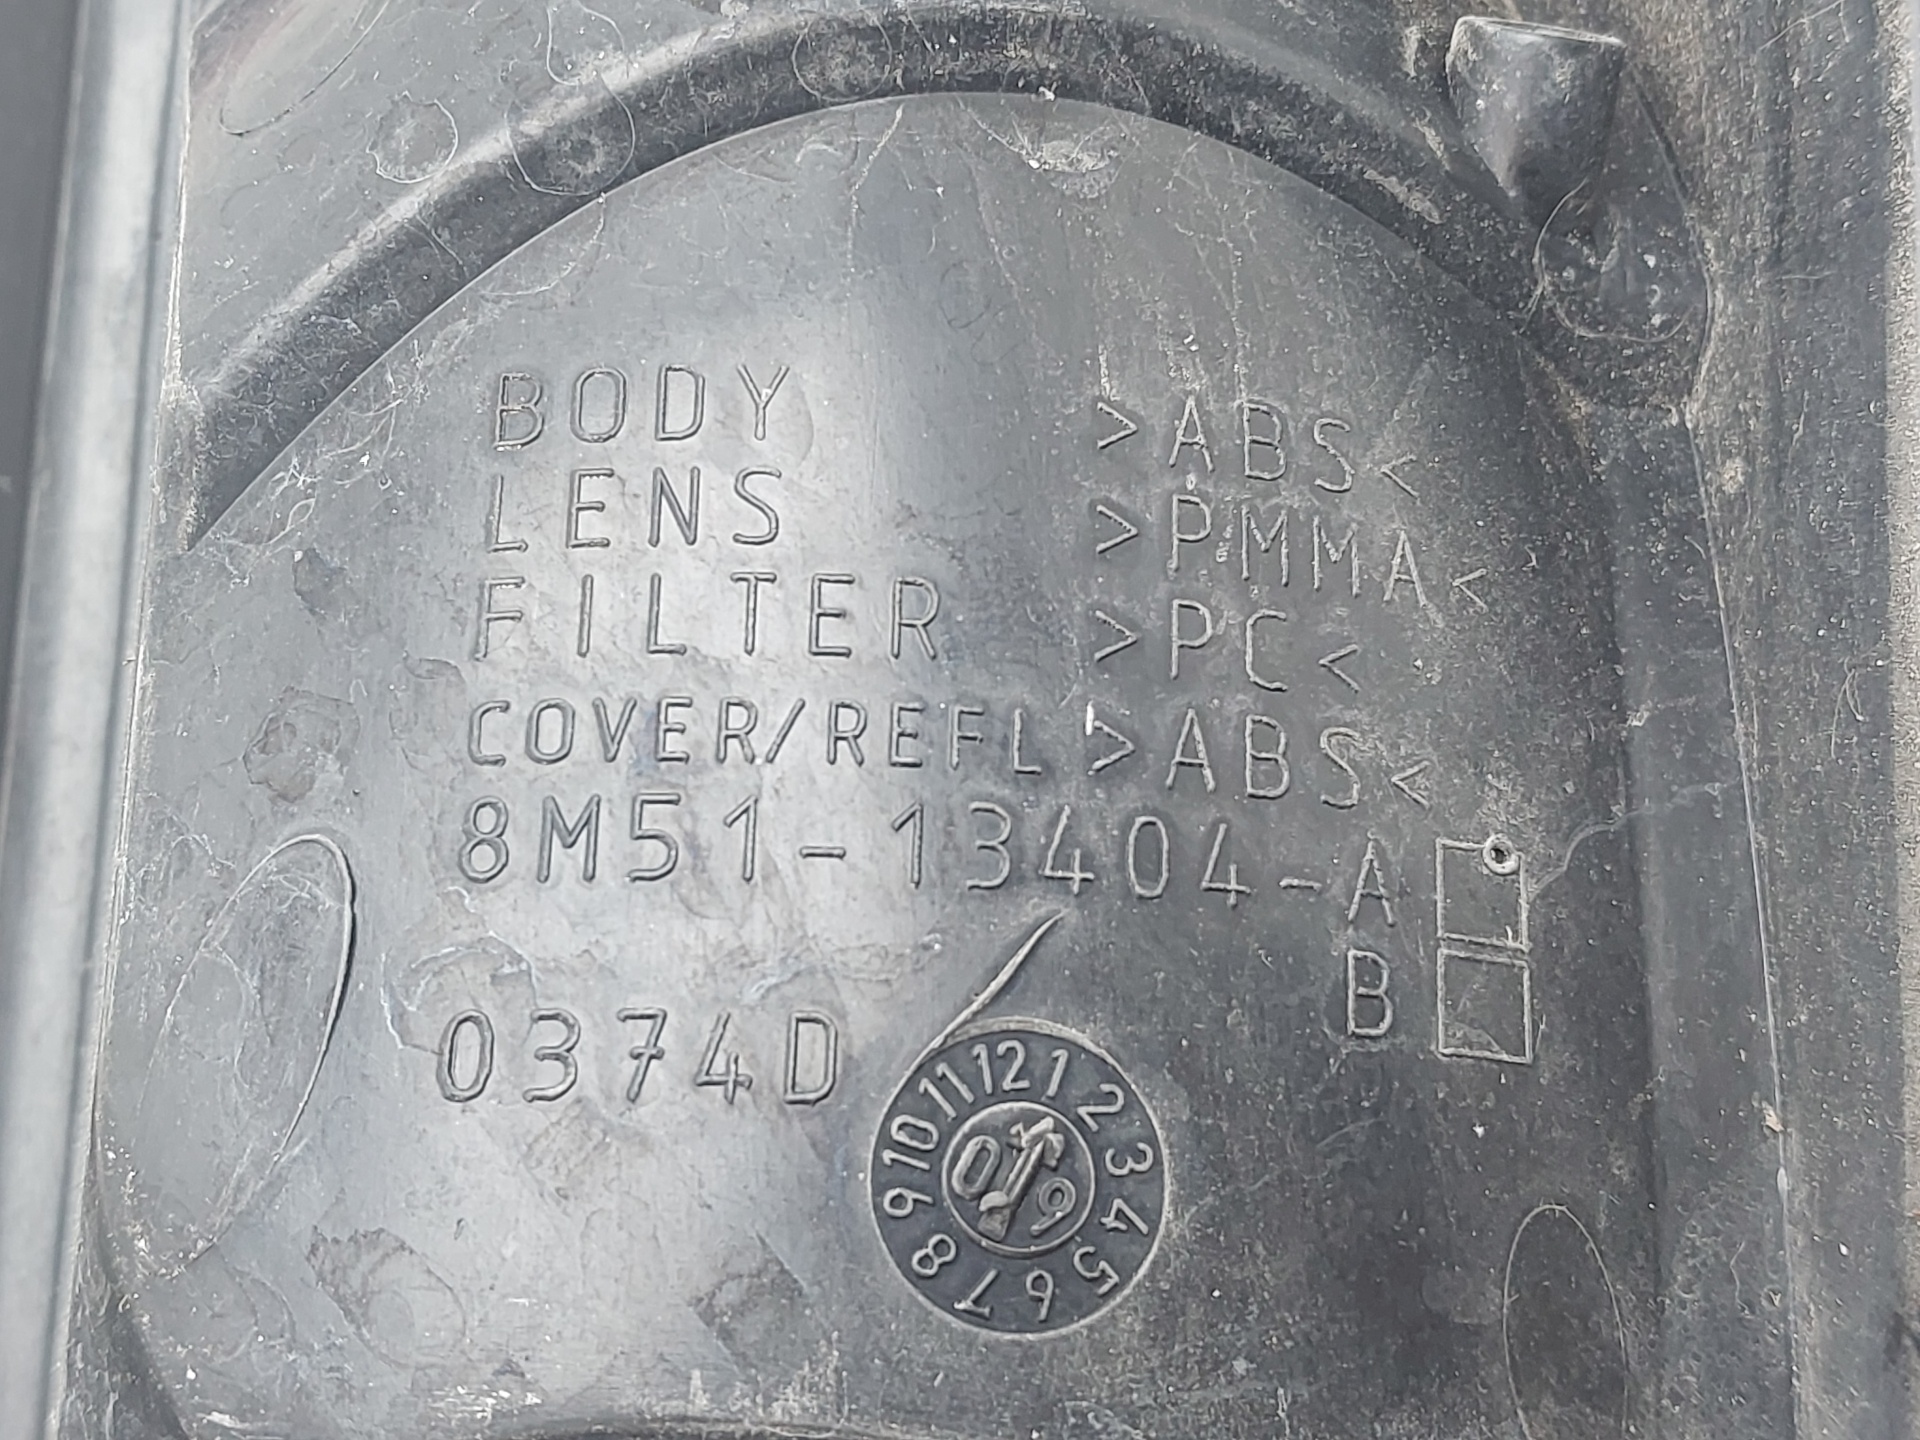 BODY >ABS<
LENS >PMMA<
FILTER >PC<
COVER/REFL >ABS<
8M51-13404-A
B
0374D
12 1 2 3 4 5 6 7 8 9 10 11
09